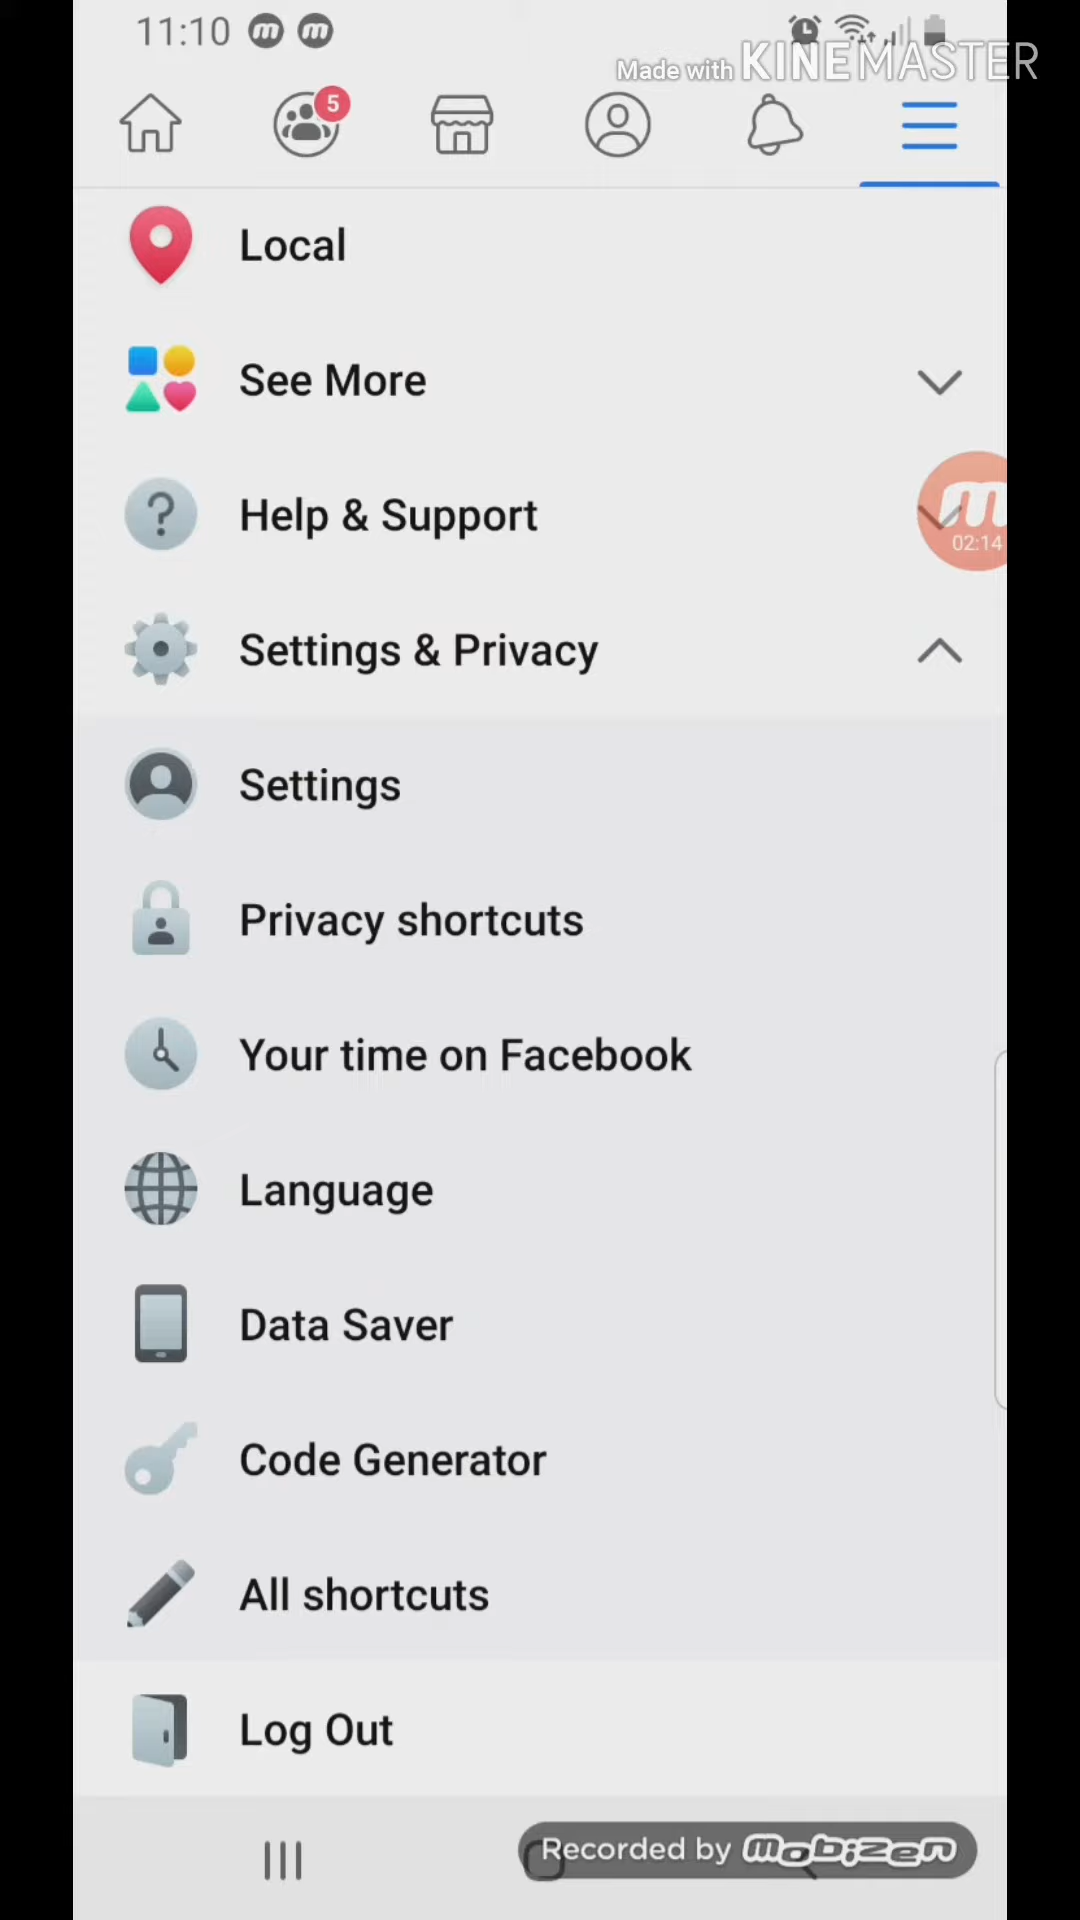 11:10
Made with KINEMASTER
5
Local
See More
Help & Support
02:14
Settings & Privacy
Settings
Privacy shortcuts
Your time on Facebook
Language
Data Saver
Code Generator
All shortcuts
Log Out
Recorded by mobizen